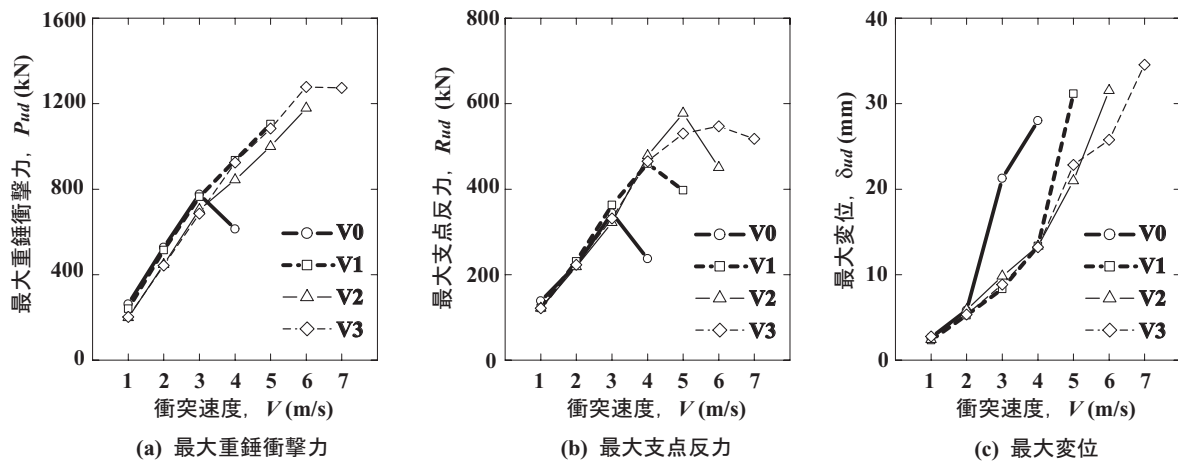 最大重錘衝撃力, Pud (kN)
1600
1200
800
400
0
1 2 3 4 5 6 7
衝突速度, V (m/s)
V0
V1
V2
V3
(a) 最大重錘衝撃力
最大支点反力, Rud (kN)
800
600
400
200
0
1 2 3 4 5 6 7
衝突速度, V (m/s)
V0
V1
V2
V3
(b) 最大支点反力
最大変位, δud (mm)
40
30
20
10
0
1 2 3 4 5 6 7
衝突速度, V (m/s)
V0
V1
V2
V3
(c) 最大変位